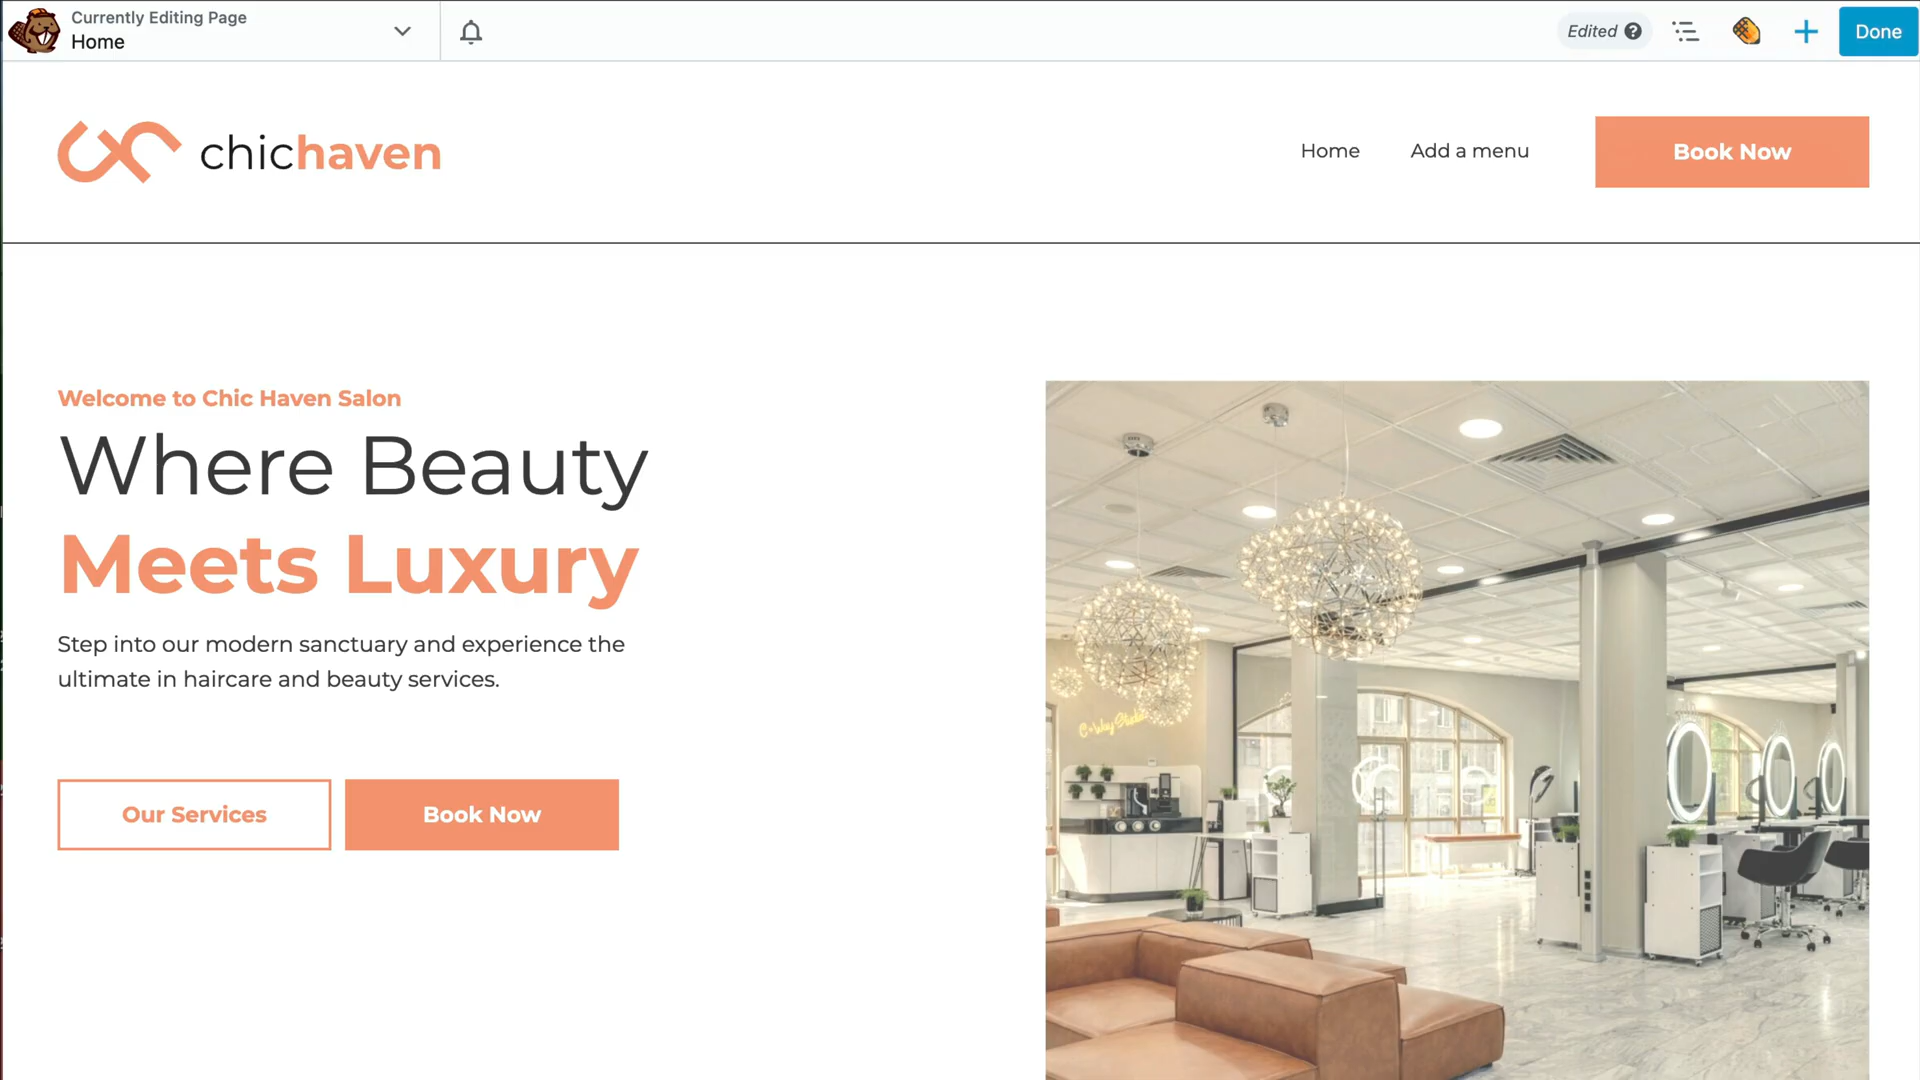 Currently Editing Page
Home
Edited
Done
chichaven
Home
Add a menu
Book Now
Welcome to Chic Haven Salon
Where Beauty
Meets Luxury
Step into our modern sanctuary and experience the
ultimate in haircare and beauty services.
Our Services
Book Now